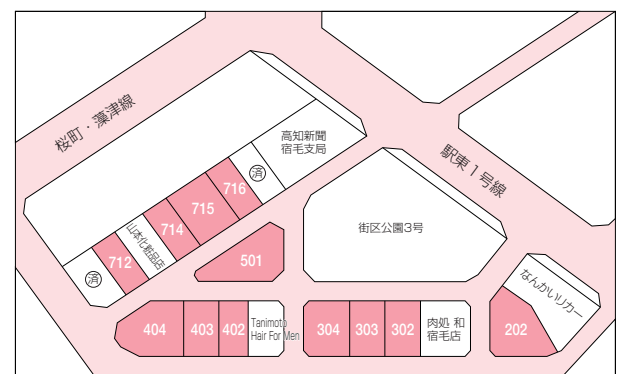 桜町・藻津線
駅東1号線
高知新聞
宿毛支局
済
716
715
714
山本化粧品店
712
済
街区公園3号
501
404
403
402
Tanimoto
Hair For Men
304
303
302
肉処 和
宿毛店
202
なんかいリカー